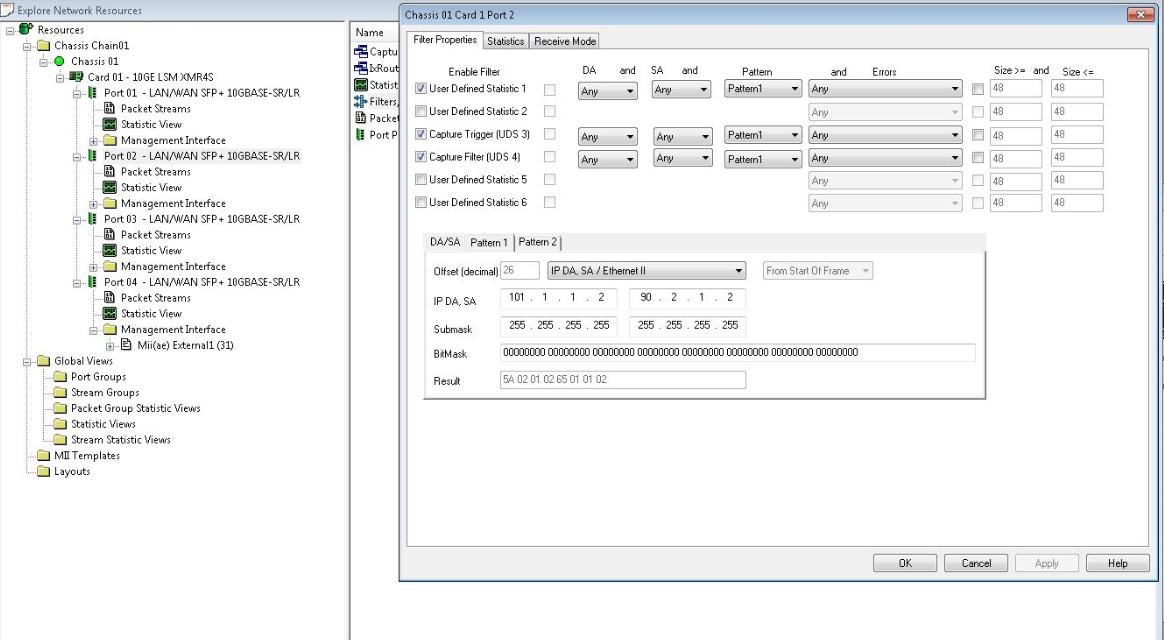 Explore Network Resources
Resources
Chassis Chain01
Chassis 01
Card 01 - 10GE LSM XMR4S
Port 01 - LAN/WAN SFP+ 10GBASE-SR/LR
Packet Streams
Statistic View
Management Interface
Port 02 - LAN/WAN SFP+ 10GBASE-SR/LR
Packet Streams
Statistic View
Management Interface
Port 03 - LAN/WAN SFP+ 10GBASE-SR/LR
Packet Streams
Statistic View
Management Interface
Port 04 - LAN/WAN SFP+ 10GBASE-SR/LR
Packet Streams
Statistic View
Management Interface
Mii(ae) External1 (31)
Global Views
Port Groups
Stream Groups
Packet Group Statistic Views
Statistic Views
Stream Statistic Views
MII Templates
Layouts
Name
Captu
IxRout
Statist
Filters,
Packet
Port P
Chassis 01 Card 1 Port 2
Filter Properties Statistics Receive Mode
Enable Filter DA and SA and Pattern and Errors Size >= and Size <=
User Defined Statistic 1 Any Any Pattern1 Any 48 48
User Defined Statistic 2 Any 48 48
Capture Trigger (UDS 3) Any Any Pattern1 Any 48 48
Capture Filter (UDS 4) Any Any Pattern1 Any 48 48
User Defined Statistic 5 Any 48 48
User Defined Statistic 6 Any 48 48
DA/SA Pattern 1 Pattern 2
Offset (decimal) 26 IP DA, SA / Ethernet II From Start Of Frame
IP DA, SA 101 . 1 . 1 . 2 90 . 2 . 1 . 2
Submask 255 . 255 . 255 . 255 255 . 255 . 255 . 255
BitMask 00000000 00000000 00000000 00000000 00000000 00000000 00000000 00000000
Result 5A 02 01 02 65 01 01 02
OK Cancel Apply Help